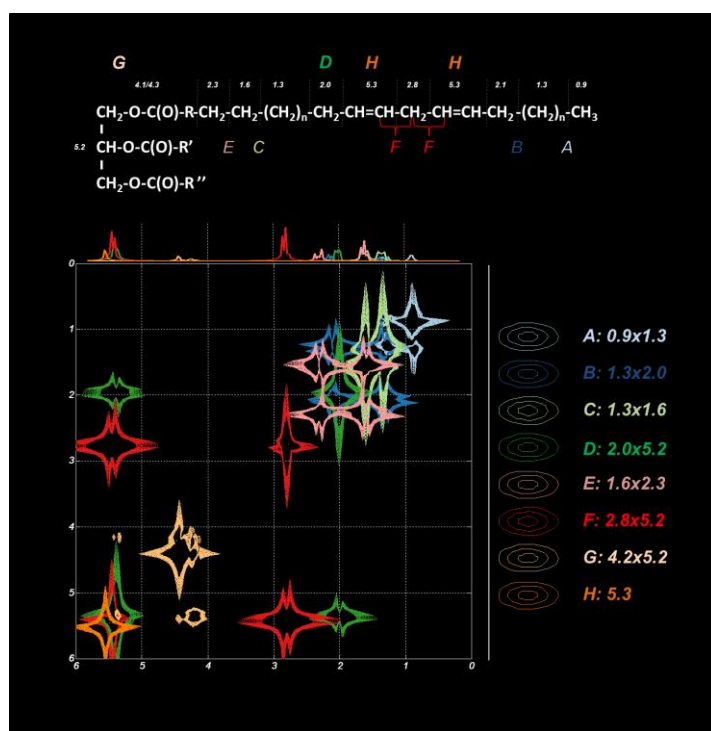 G D H H
4.1/4.3 2.3 1.6 1.3 2.0 5.3 2.8 5.3 2.1 1.3 0.9
CH₂-O-C(O)-R-CH₂-CH₂-(CH₂)n-CH₂-CH=CH-CH₂-CH=CH-CH₂-(CH₂)n-CH₃
5.2 CH-O-C(O)-R' E C F F B A
CH₂-O-C(O)-R''
0
1
2
3
4
5
6
6 5 4 3 2 1 0
A: 0.9x1.3
B: 1.3x2.0
C: 1.3x1.6
D: 2.0x5.2
E: 1.6x2.3
F: 2.8x5.2
G: 4.2x5.2
H: 5.3